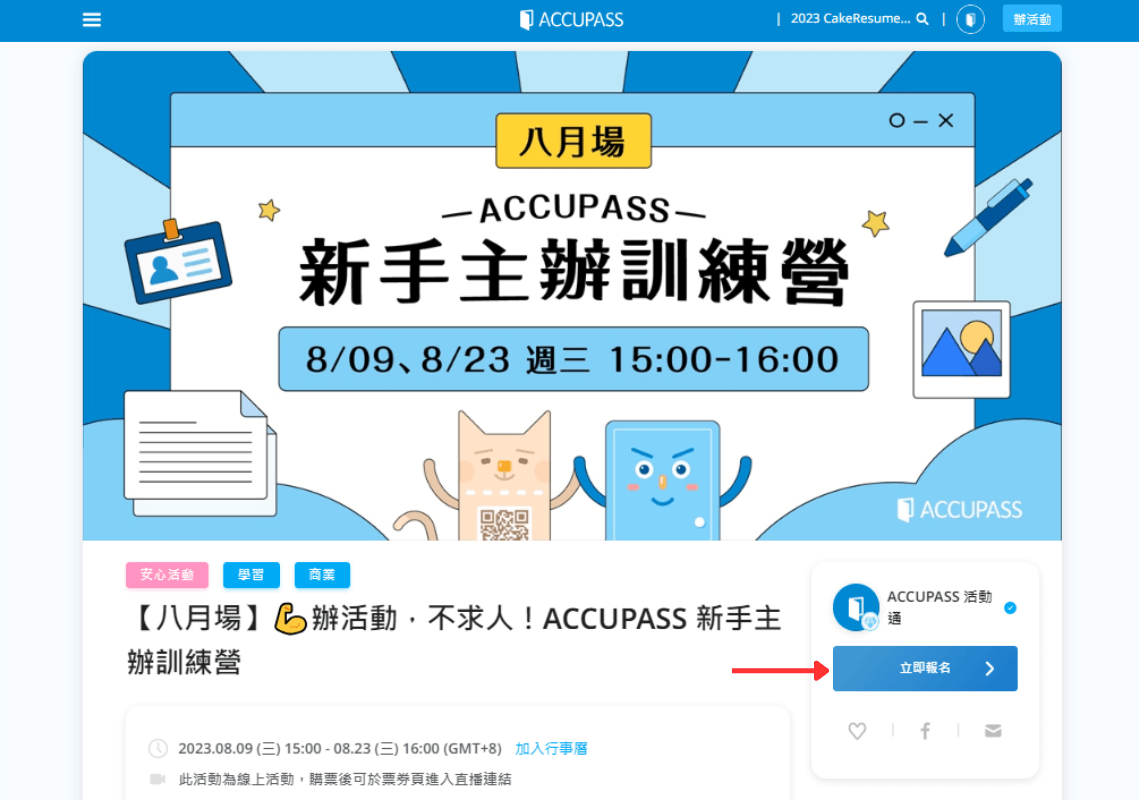 ACCUPASS
| 2023 CakeResume... |
辦活動
八月場
ACCUPASS
新手主辦訓練營
8/09、8/23 週三 15:00-16:00
ACCUPASS
安心活動 學習 商業
【八月場】💪辦活動,不求人!ACCUPASS 新手主
辦訓練營
ACCUPASS 活動
通
立即報名
2023.08.09 (三) 15:00 - 08.23 (三) 16:00 (GMT+8) 加入行事曆
此活動為線上活動,購票後可於票券頁進入直播連結